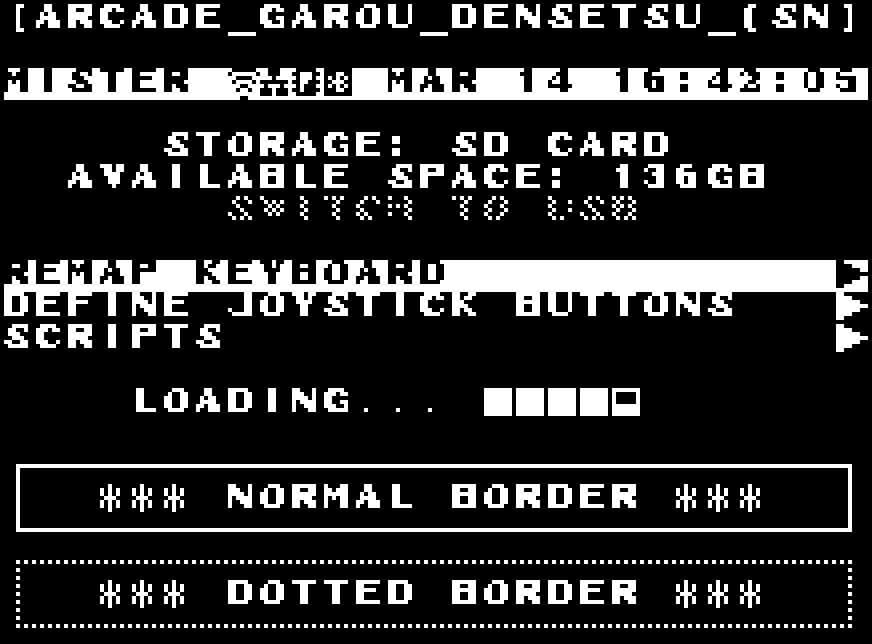 [ARCADE_GAROU_DENSETSU_(SN]
MISTER MAR 14 16:42:05
STORAGE: SD CARD
AVAILABLE SPACE: 136GB
SWITCH TO USB
REMAP KEYBOARD
DEFINE JOYSTICK BUTTONS
SCRIPTS
LOADING...
*** NORMAL BORDER ***
*** DOTTED BORDER ***